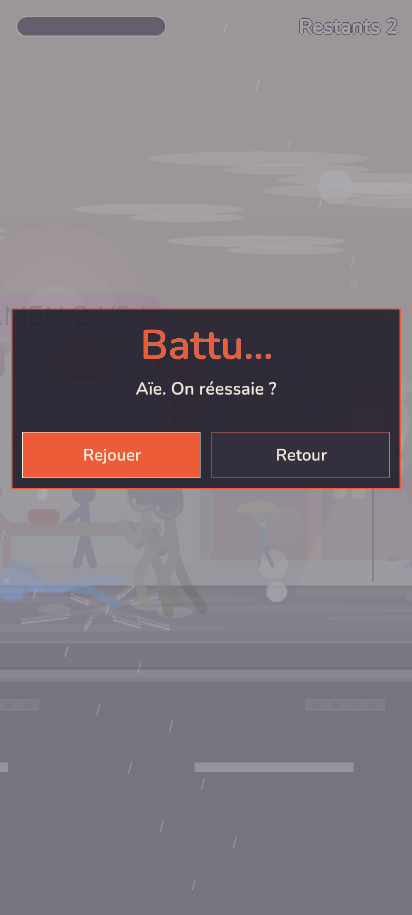 Restants 2
Battu...
Aïe. On réessaie ?
Rejouer
Retour